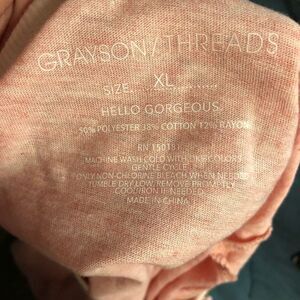 GRAYSON/THREADS
SIZE. XL
HELLO GORGEOUS
50% POLYESTER 38% COTTON 12% RAYON
RN 150187
MACHINE WASH COLD WITH LIKE COLORS
GENTLE CYCLE
ONLY NON-CHLORINE BLEACH WHEN NEEDED
TUMBLE DRY LOW, REMOVE PROMPTLY
COOL IRON IF NEEDED
MADE IN CHINA